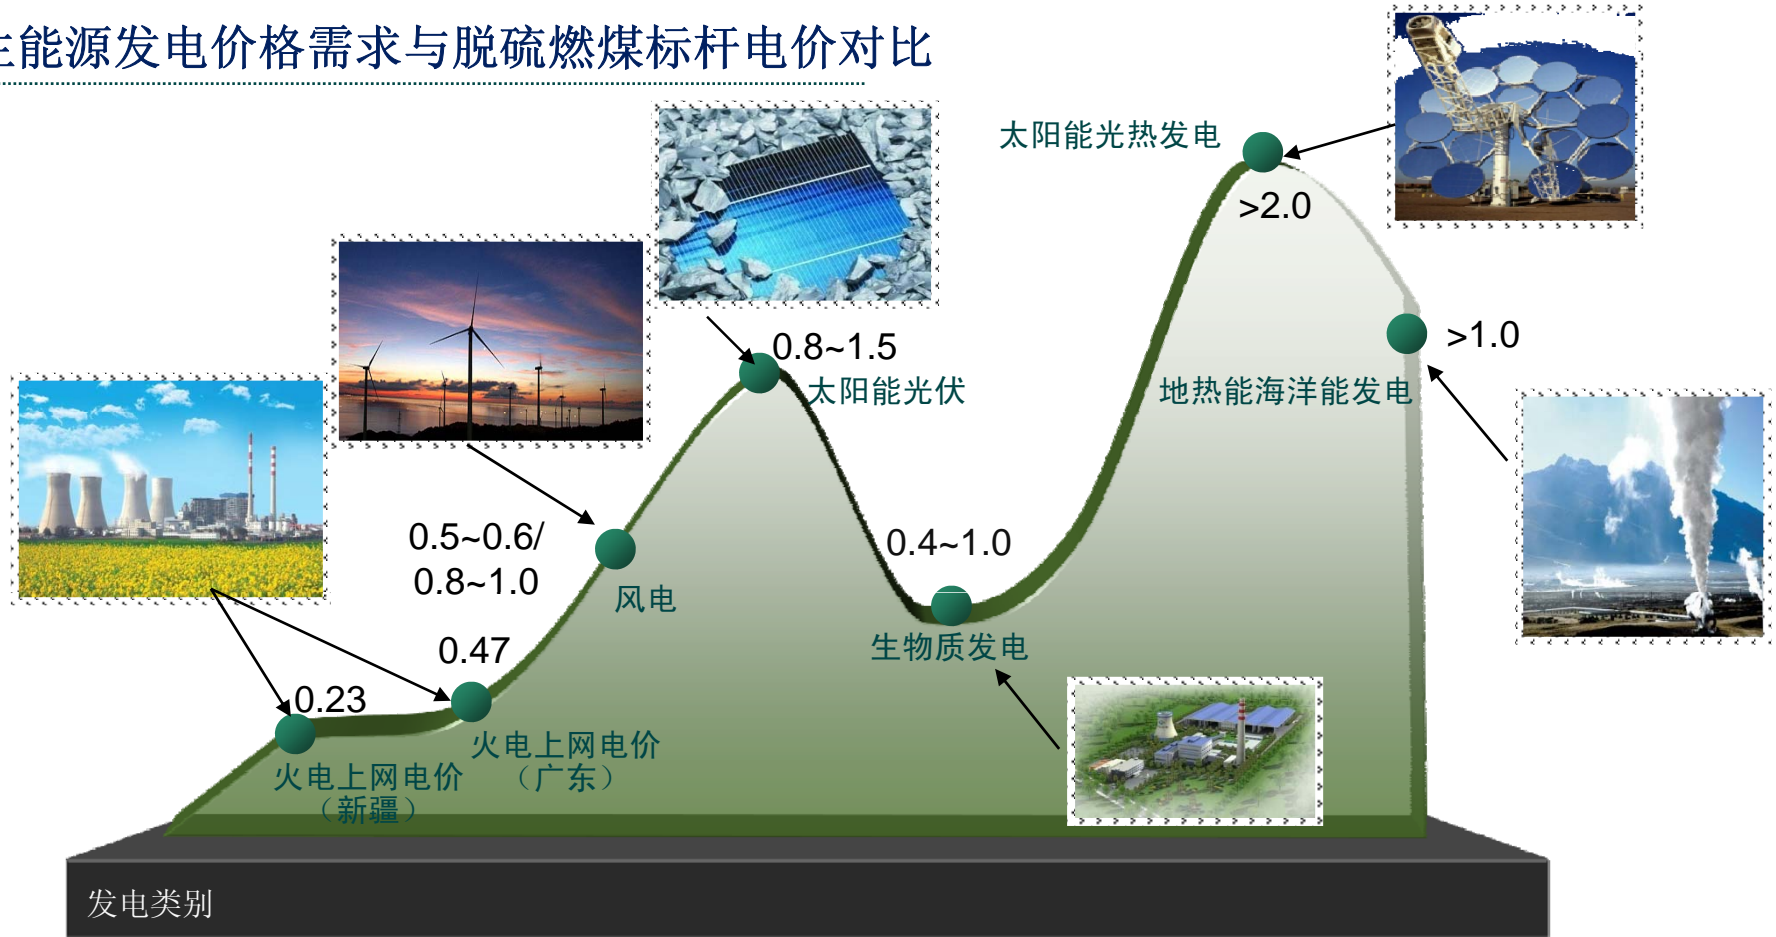 能源发电价格需求与脱硫燃煤标杆电价对比
太阳能光热发电
>2.0
0.8~1.5
太阳能光伏
>1.0
地热能海洋能发电
0.5~0.6/
0.8~1.0
风电
0.4~1.0
生物质发电
0.47
0.23
火电上网电价
（广东）
火电上网电价
（新疆）
发电类别